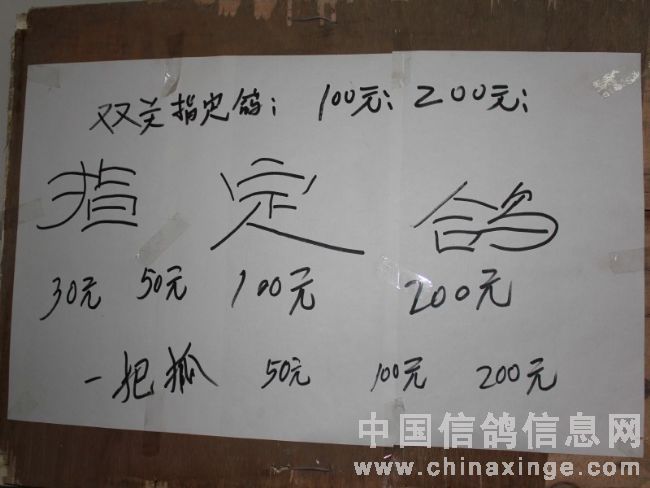 双关指定鸽; 100元; 200元;
指定鸽
30元 50元 100元 200元
一把抓 50元 100元 200元
中国信鸽信息网
www.chinaxinge.com